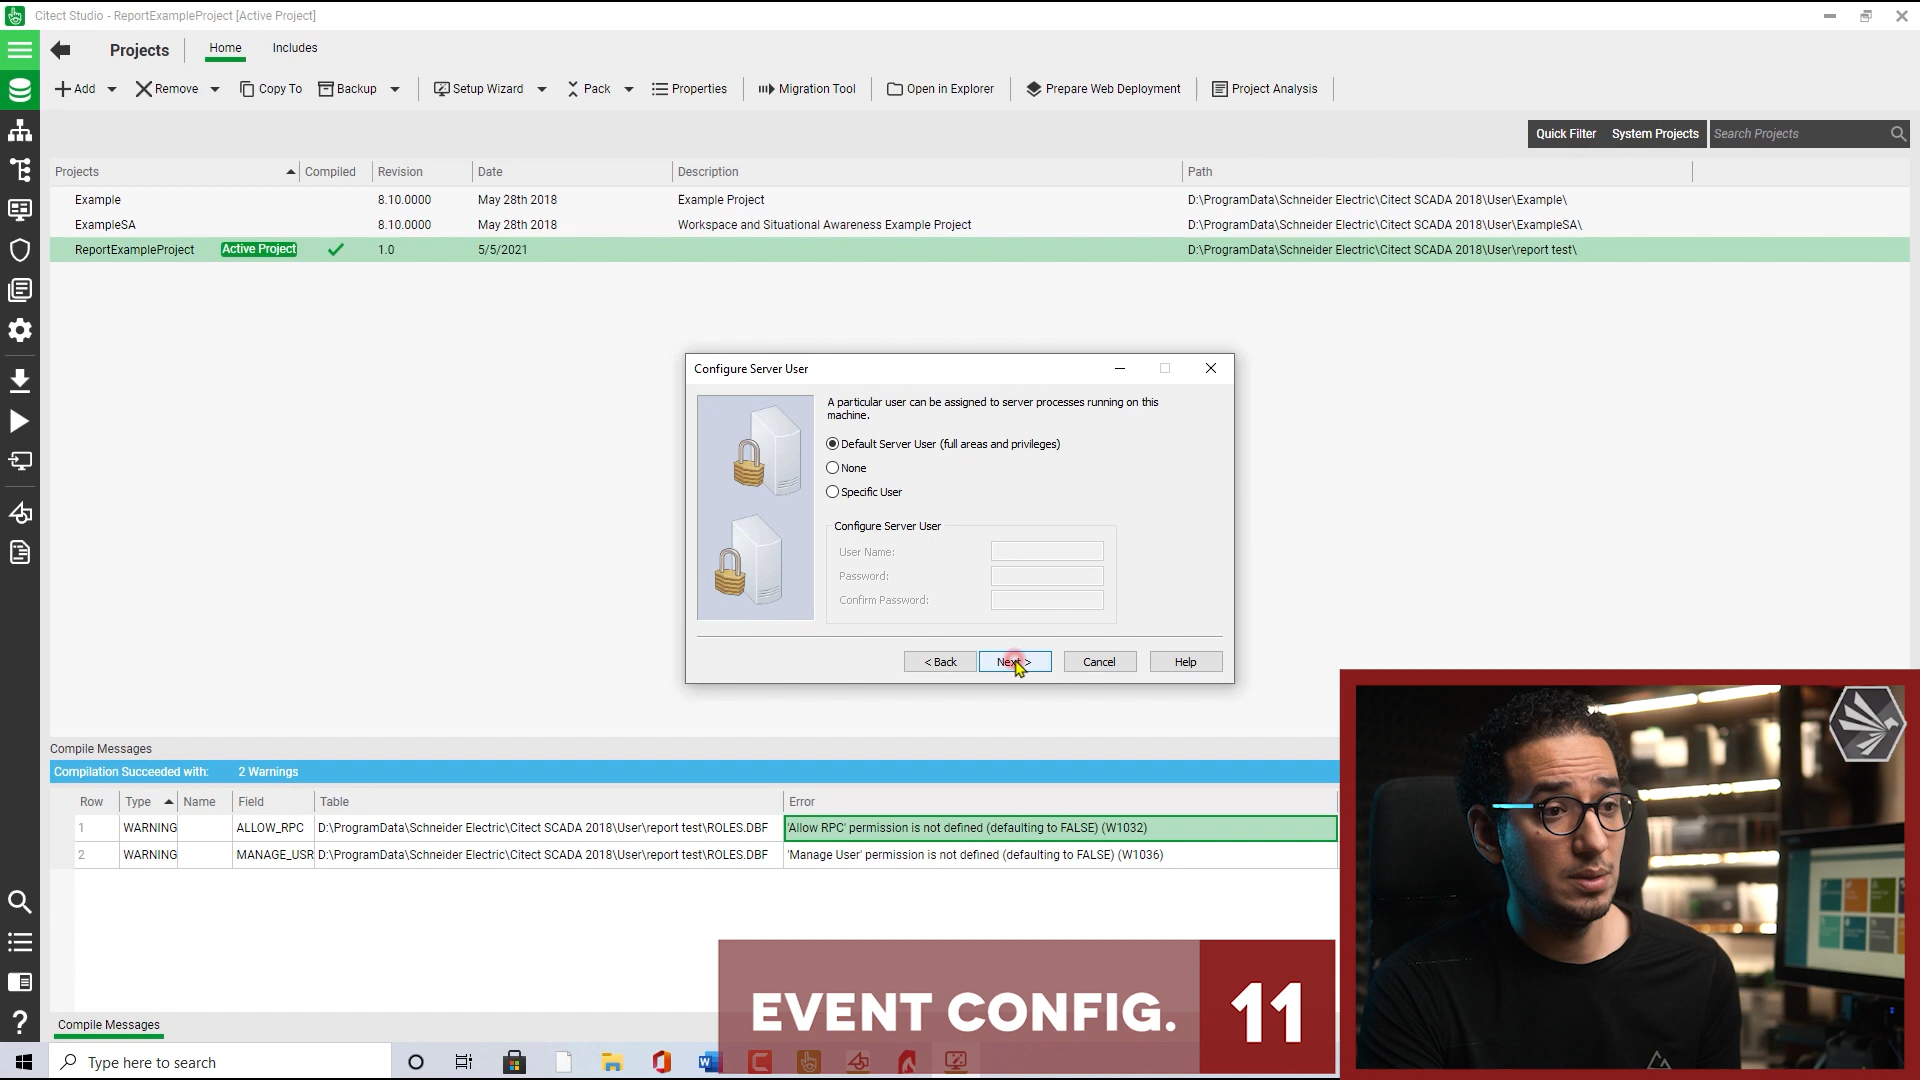 Citect Studio - ReportExampleProject [Active Project]
Projects Home Includes
Add Remove Copy To Backup Setup Wizard Pack Properties Migration Tool Open in Explorer Prepare Web Deployment Project Analysis
Quick Filter System Projects Search Projects
Projects Compiled Revision Date Description Path
Example 8.10.0000 May 28th 2018 Example Project D:\ProgramData\Schneider Electric\Citect SCADA 2018\User\Example\
ExampleSA 8.10.0000 May 28th 2018 Workspace and Situational Awareness Example Project D:\ProgramData\Schneider Electric\Citect SCADA 2018\User\ExampleSA\
ReportExampleProject Active Project 1.0 5/5/2021 D:\ProgramData\Schneider Electric\Citect SCADA 2018\User\report test\
Configure Server User
A particular user can be assigned to server processes running on this
machine.
Default Server User (full areas and privileges)
None
Specific User
Configure Server User
User Name:
Password:
Confirm Password:
< Back Next > Cancel Help
Compile Messages
Compilation Succeeded with: 2 Warnings
Row Type Name Field Table Error
1 WARNING ALLOW_RPC D:\ProgramData\Schneider Electric\Citect SCADA 2018\User\report test\ROLES.DBF 'Allow RPC' permission is not defined (defaulting to FALSE) (W1032)
2 WARNING MANAGE_USR D:\ProgramData\Schneider Electric\Citect SCADA 2018\User\report test\ROLES.DBF 'Manage User' permission is not defined (defaulting to FALSE) (W1036)
EVENT CONFIG. 11
Compile Messages
Type here to search